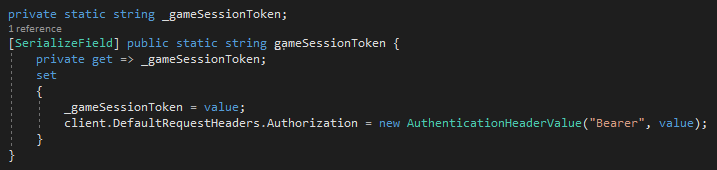 private static string _gameSessionToken;
1 reference
[SerializeField] public static string gameSessionToken {
private get => _gameSessionToken;
set
{
_gameSessionToken = value;
client.DefaultRequestHeaders.Authorization = new AuthenticationHeaderValue("Bearer", value);
}
}